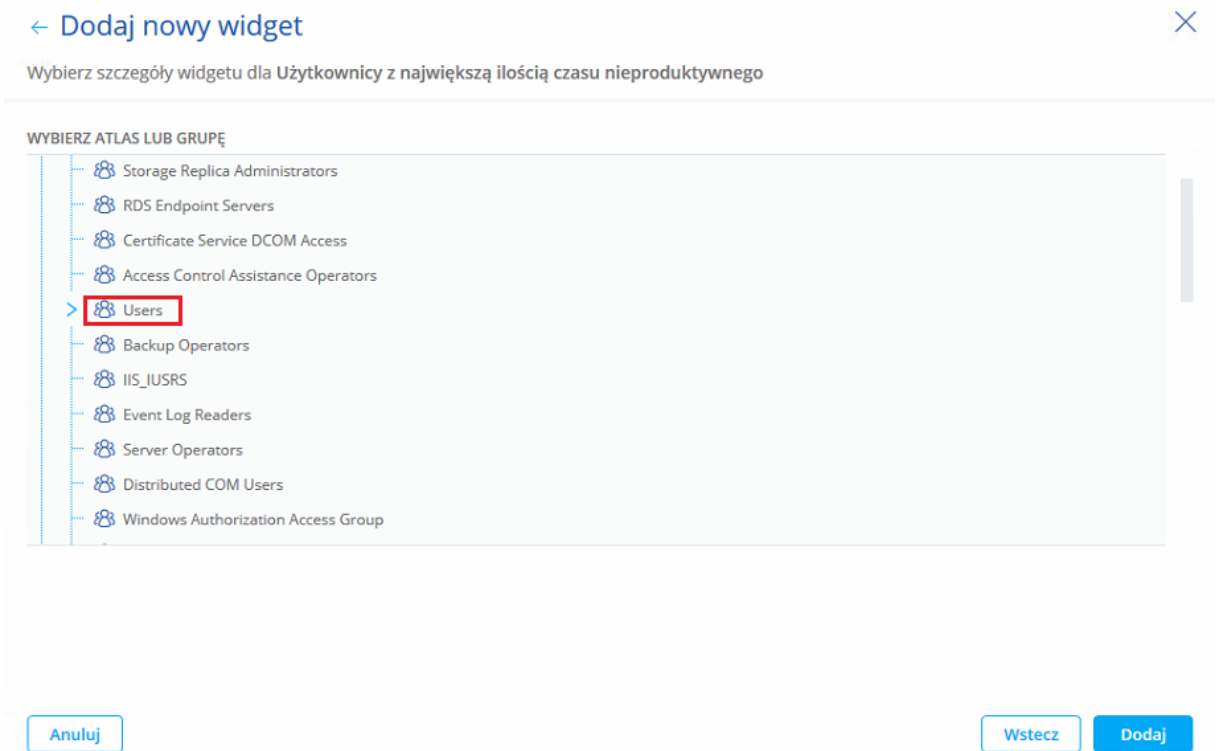 Dodaj nowy widget
Wybierz szczegóły widgetu dla Użytkownicy z największą ilością czasu nieproduktywnego
WYBIERZ ATLAS LUB GRUPĘ
Storage Replica Administrators
RDS Endpoint Servers
Certificate Service DCOM Access
Access Control Assistance Operators
Users
Backup Operators
IIS_IUSRS
Event Log Readers
Server Operators
Distributed COM Users
Windows Authorization Access Group
Anuluj
Wstecz
Dodaj